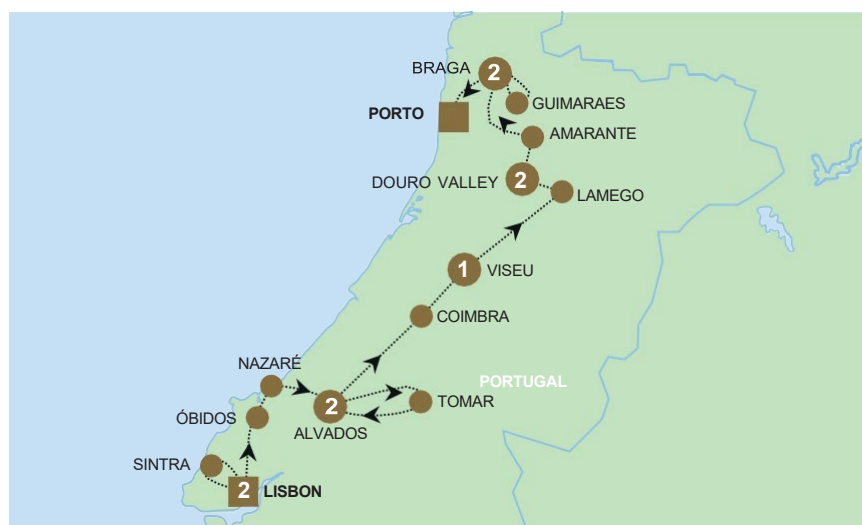 BRAGA
2
GUIMARAES
PORTO
AMARANTE
DOURO VALLEY
2
LAMEGO
1
VISEU
COIMBRA
NAZARÉ
PORTUGAL
2
TOMAR
ÓBIDOS
ALVADOS
SINTRA
2
LISBON